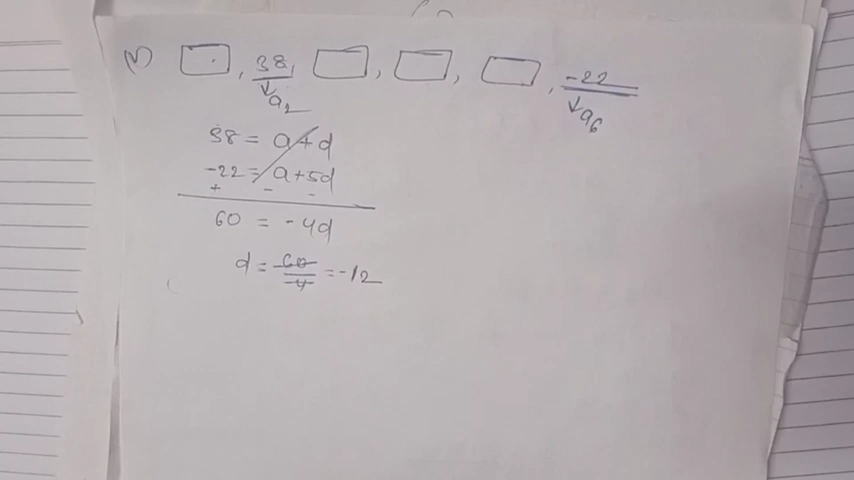 (v) □, 38, □, □, □, -22
↓a2 ↓a6
38 = a+d
-22 = a+5d
+ - -
60 = -4d
d = 60/-4 = -12